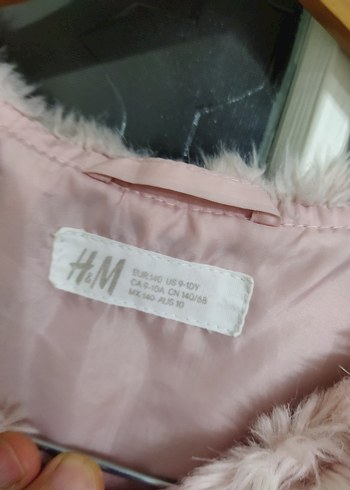 H&M
EUR 140 US 9-10Y
CA 9-10A CN 140/68
MX 140 AUS 10